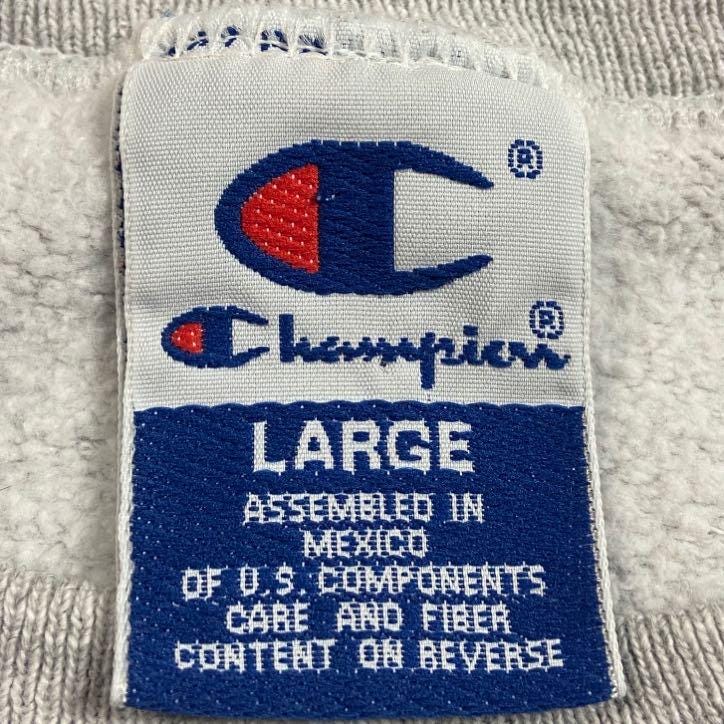 ®
Champion®
LARGE
ASSEMBLED IN
MEXICO
OF U.S. COMPONENTS
CARE AND FIBER
CONTENT ON REVERSE